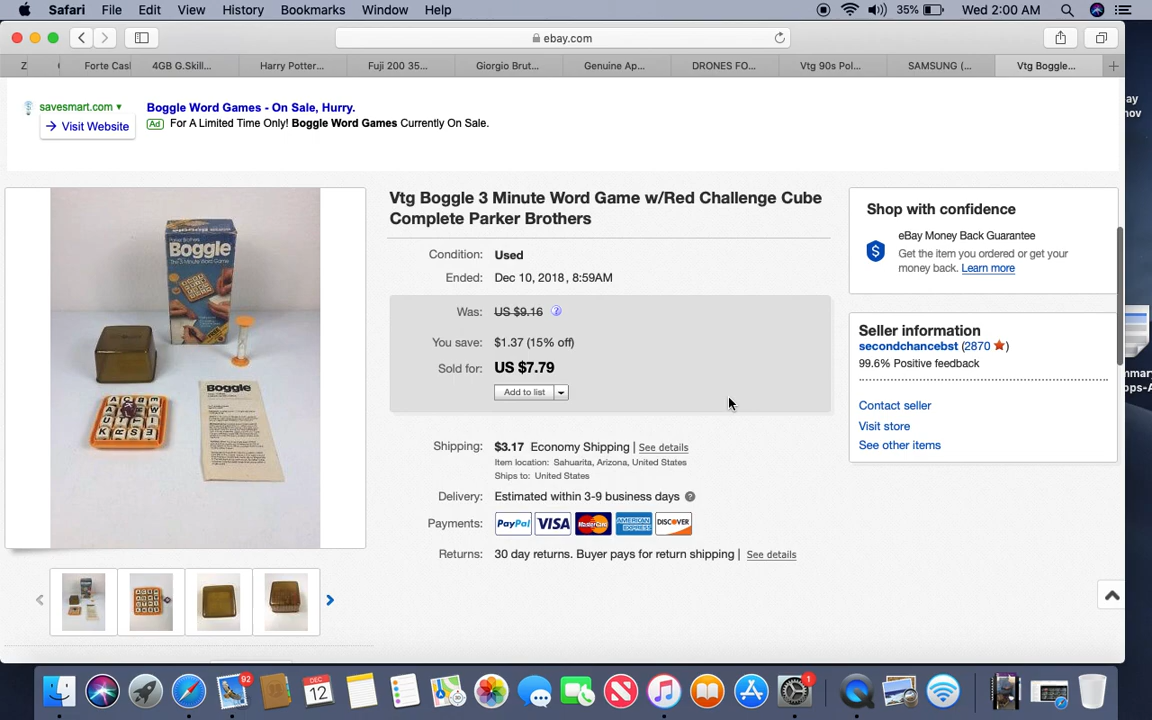 Safari File Edit View History Bookmarks Window Help 35% Wed 2:00 AM
ebay.com
Z Forte Casl 4GB G.Skill... Harry Potter... Fuji 200 35... Giorgio Brut... Genuine Ap... DRONES FO... Vtg 90s Pol... SAMSUNG (... Vtg Boggle...
savesmart.com
Boggle Word Games - On Sale, Hurry.
Visit Website
Ad For A Limited Time Only! Boggle Word Games Currently On Sale.
Vtg Boggle 3 Minute Word Game w/Red Challenge Cube
Complete Parker Brothers
Condition: Used
Ended: Dec 10, 2018 , 8:59AM
Was: US $9.16
You save: $1.37 (15% off)
Sold for: US $7.79
Add to list
Shipping: $3.17 Economy Shipping | See details
Item location: Sahuarita, Arizona, United States
Ships to: United States
Delivery: Estimated within 3-9 business days
Payments: PayPal VISA MasterCard AMERICAN EXPRESS DISCOVER
Returns: 30 day returns. Buyer pays for return shipping | See details
Shop with confidence
eBay Money Back Guarantee
Get the item you ordered or get your
money back. Learn more
Seller information
secondchancebst (2870 )
99.6% Positive feedback
Contact seller
Visit store
See other items
Boggle
Boggle
ay
nov
92
DEC
12
1